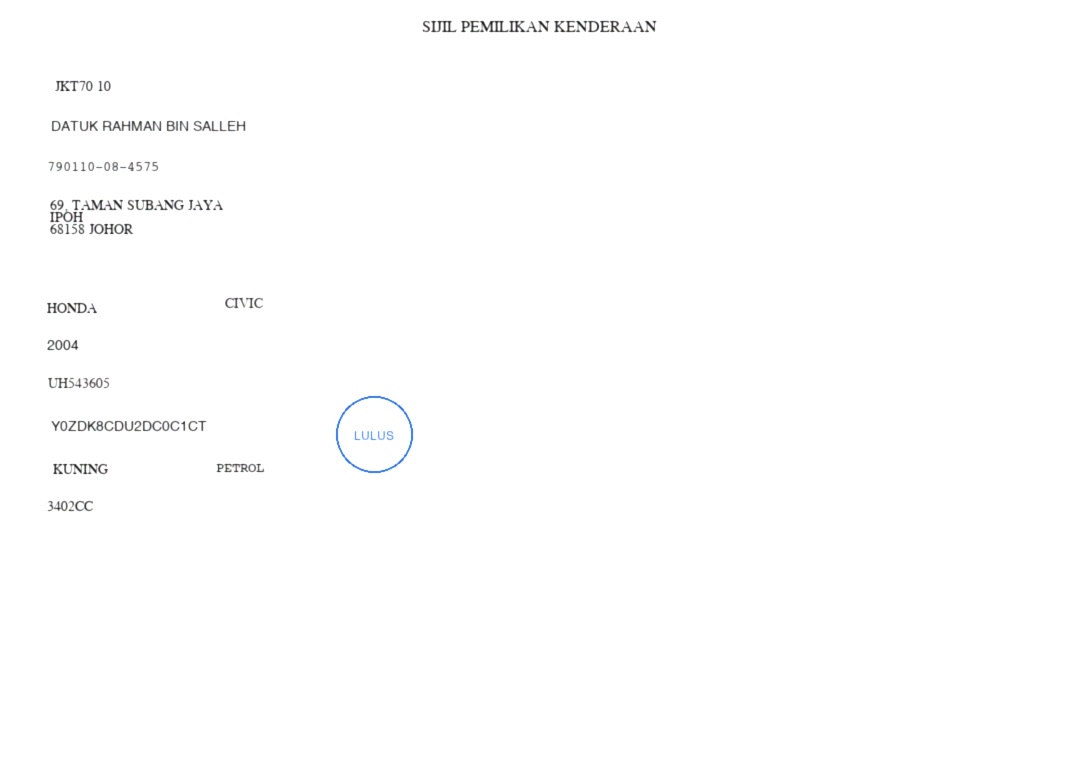 SIJIL PEMILIKAN KENDERAAN
JKT70 10
DATUK RAHMAN BIN SALLEH
790110-08-4575
69, TAMAN SUBANG JAYA
IPOH
68158 JOHOR
HONDA CIVIC
2004
UH543605
Y0ZDK8CDU2DC0C1CT
LULUS
KUNING PETROL
3402CC